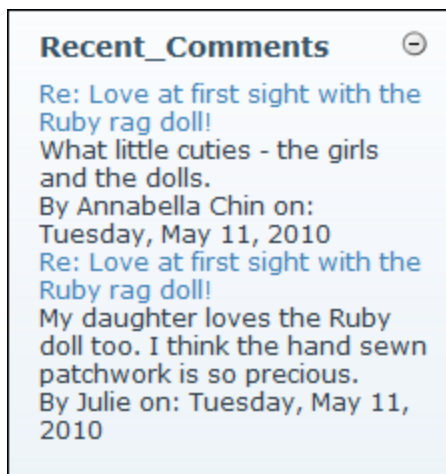 Recent_Comments
Re: Love at first sight with the
Ruby rag doll!
What little cuties - the girls
and the dolls.
By Annabella Chin on:
Tuesday, May 11, 2010
Re: Love at first sight with the
Ruby rag doll!
My daughter loves the Ruby
doll too. I think the hand sewn
patchwork is so precious.
By Julie on: Tuesday, May 11,
2010